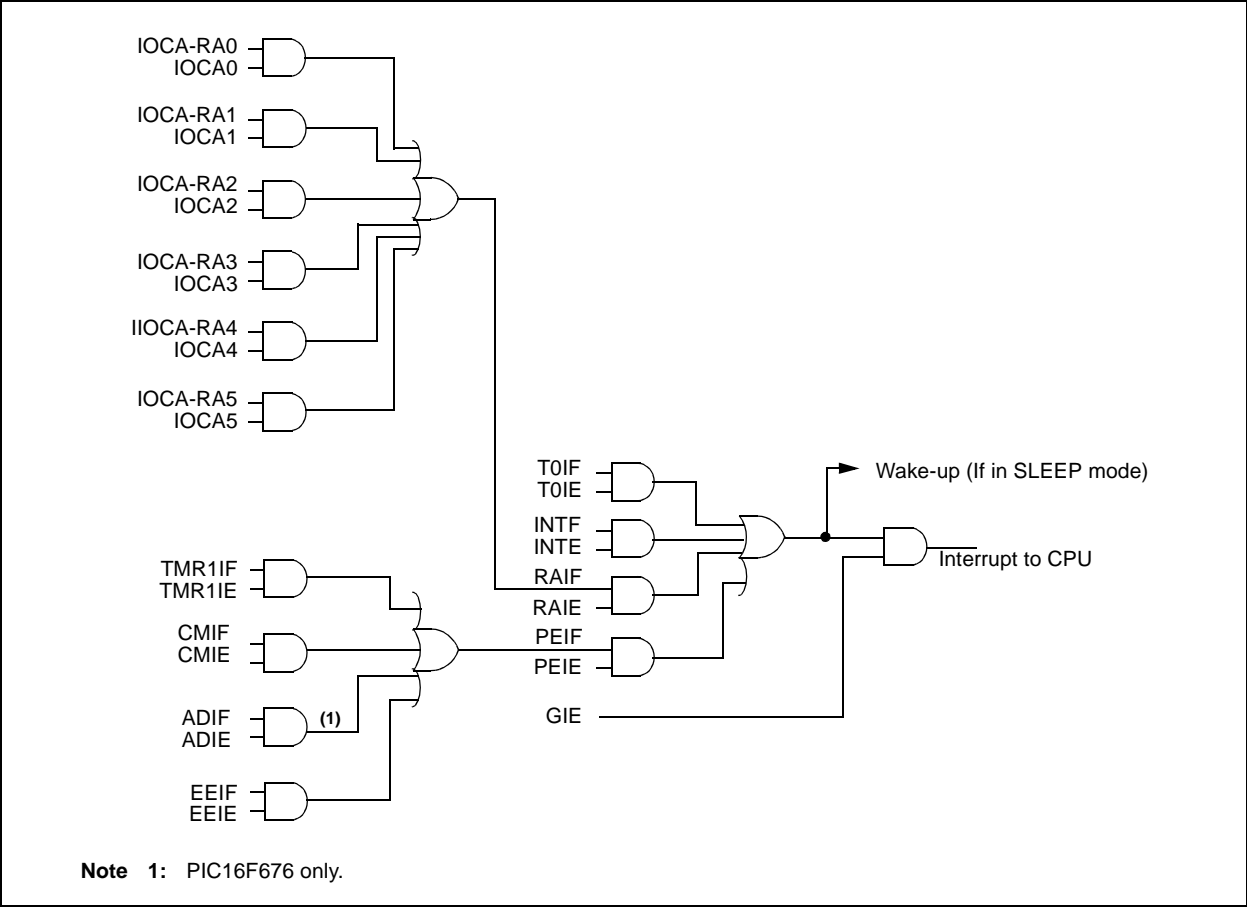 IOCA-RA0
IOCA0
IOCA-RA1
IOCA1
IOCA-RA2
IOCA2
IOCA-RA3
IOCA3
IIOCA-RA4
IOCA4
IOCA-RA5
IOCA5
T0IF
T0IE
Wake-up (If in SLEEP mode)
INTF
INTE
Interrupt to CPU
TMR1IF
TMR1IE
RAIF
RAIE
CMIF
CMIE
PEIF
PEIE
ADIF
ADIE
(1)
GIE
EEIF
EEIE
Note 1: PIC16F676 only.